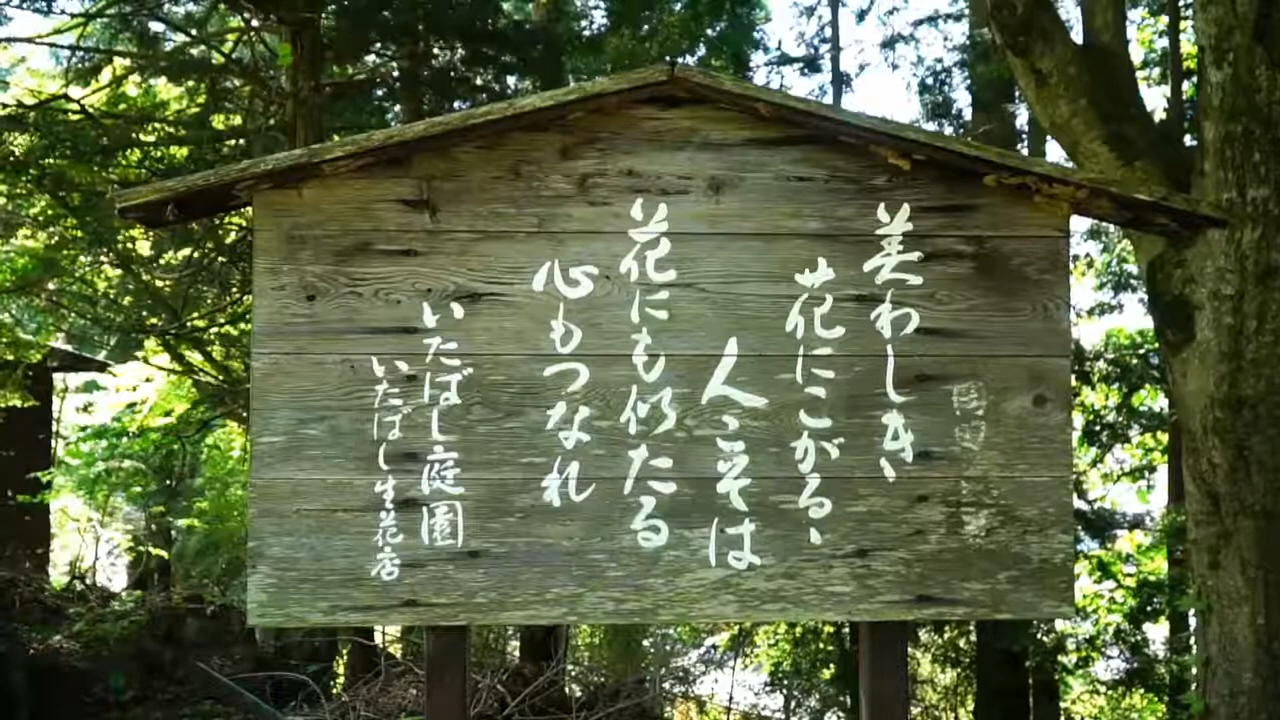 美わしき、
花にこがる、
人こそは
花にも似たる
心もつなれ
いたばし庭園
いたばし生花店